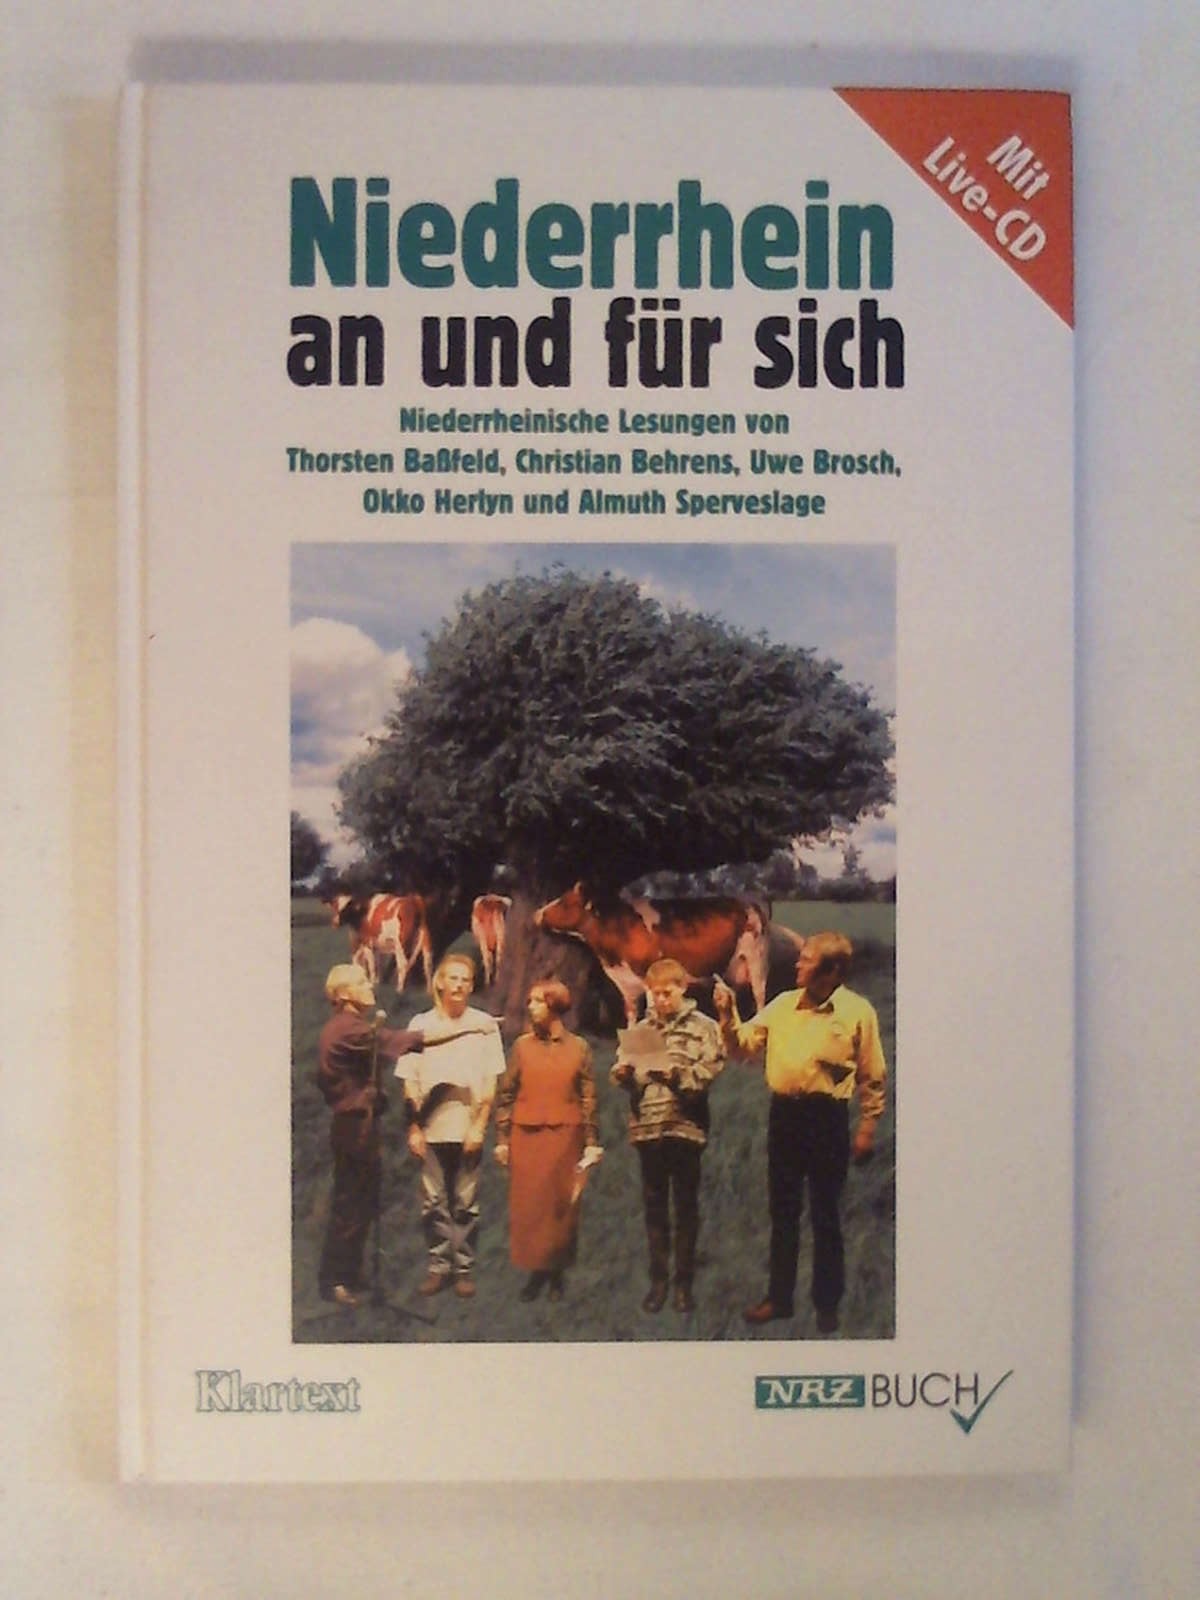 Mit
Live-CD
Niederrhein
an und für sich
Niederrheinische Lesungen von
Thorsten Baßfeld, Christian Behrens, Uwe Brosch,
Okko Herlyn und Almuth Sperveslage
Klartext
NRZ BUCH